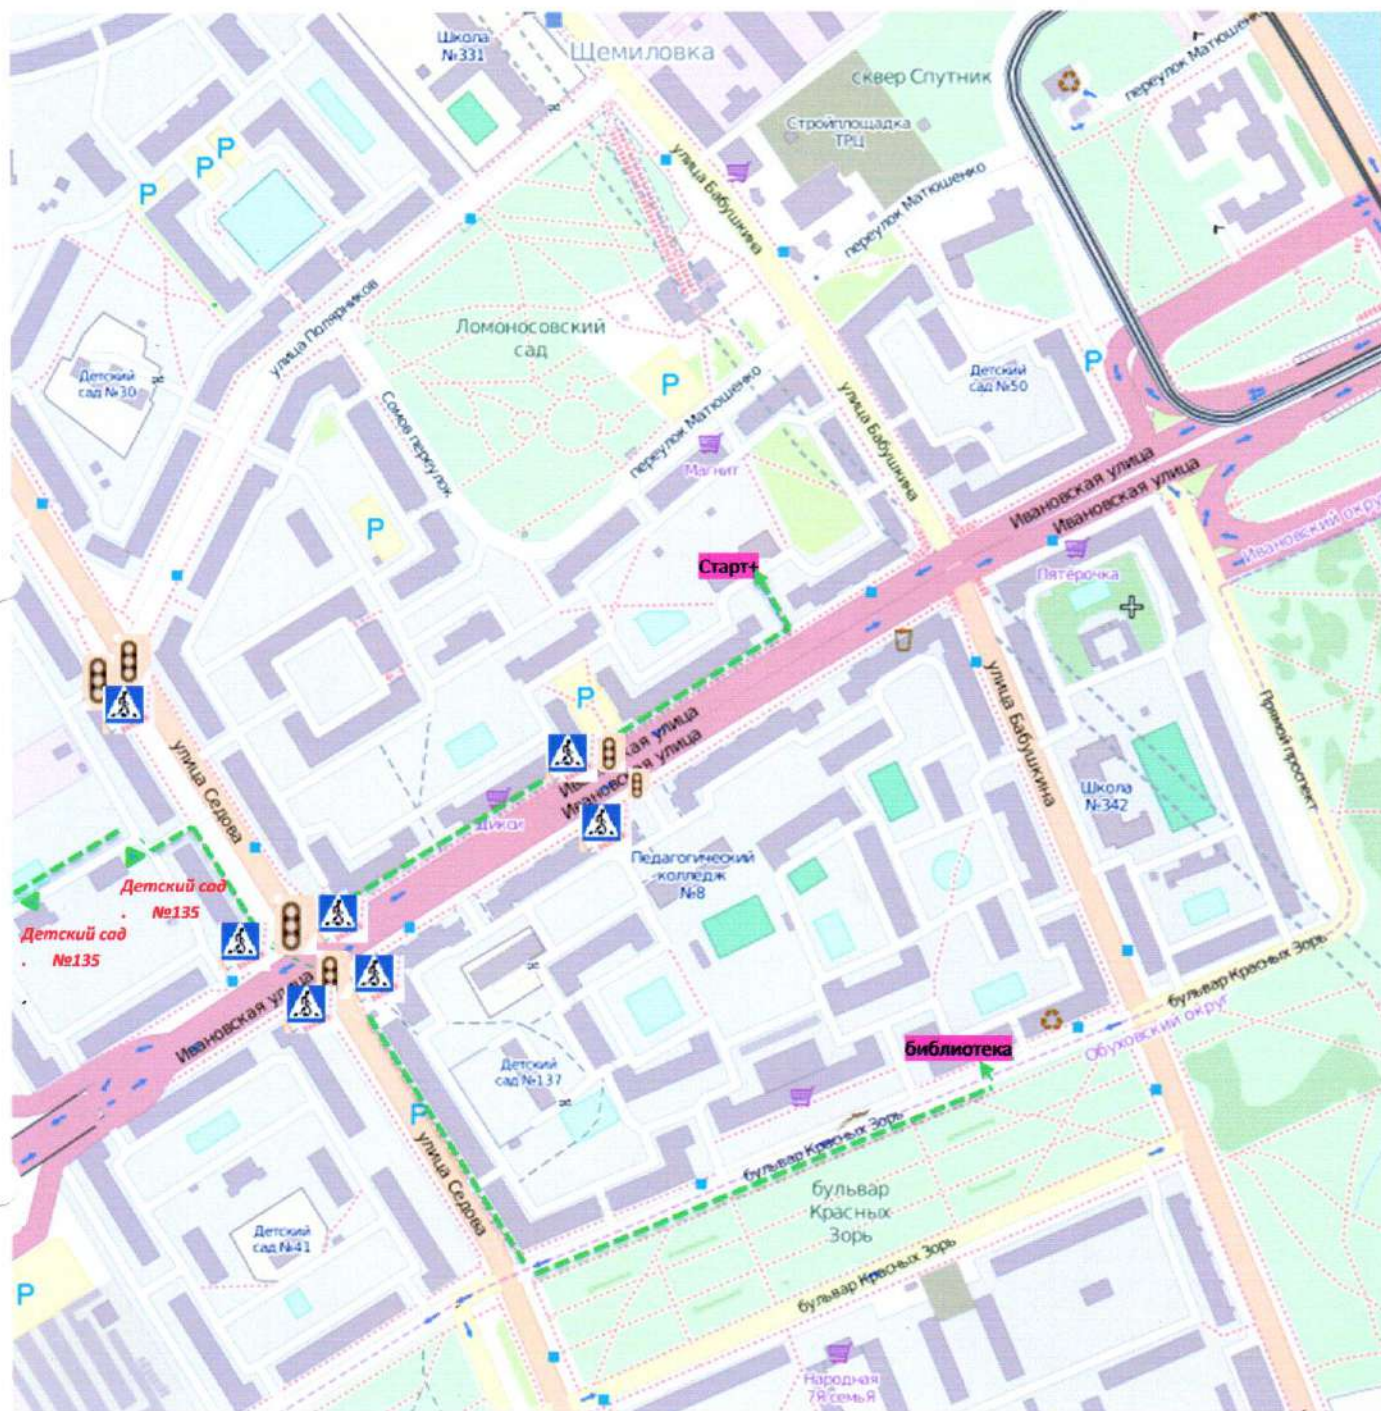 Школа
№331
Щемиловка
сквер Спутник
переулок Матюшенко
Стройплощадка
ТРЦ
P
P
P
улица Бабушкина
переулок Матюшенко
улица Полярников
Ломоносовский
сад
Детский
сад №30
P
P
Детский
сад №50
Сомов переулок
переулок Матюшенко
улица Бабушкина
Магнит
Ивановская улица
Ивановская улица
Ивановский округ
P
Старт+
Пятёрочка
P
улица Бабушкина
Прямой проспект
улица Седова
Ивановская улица
Дикси
Школа
№342
Педагогический
колледж
№8
Детский сад
. №135
Детский сад
. №135
бульвар Красных Зорь
Ивановская улица
Обуховский округ
библиотека
Детский
сад №137
P
улица Седова
бульвар Красных Зорь
бульвар
Красных
Зорь
Детский
сад №41
бульвар Красных Зорь
P
Народная
7Я семьЯ